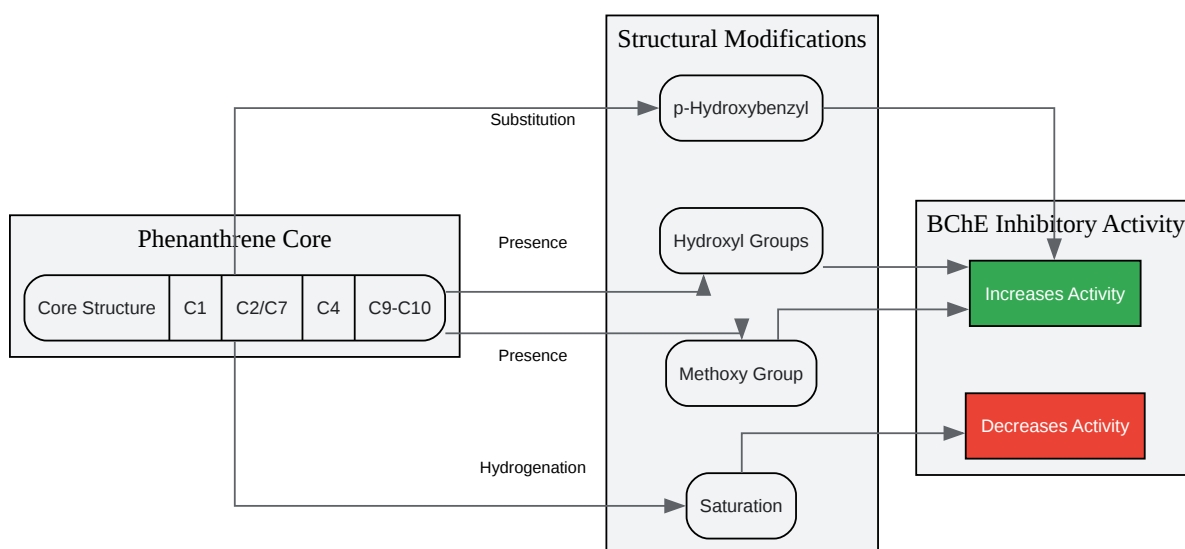 Structural Modifications
p-Hydroxybenzyl
Substitution
Phenanthrene Core
Presence
Hydroxyl Groups
BChE Inhibitory Activity
Core Structure
C1
C2/C7
C4
C9-C10
Increases Activity
Presence
Methoxy Group
Decreases Activity
Hydrogenation
Saturation